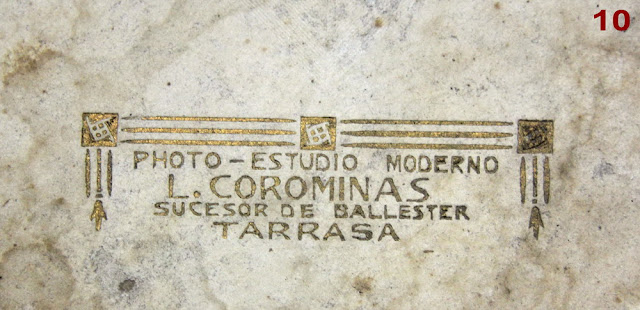 10
PHOTO-ESTUDIO MODERNO
L. COROMINAS
SUCESOR DE BALLESTER
TARRASA